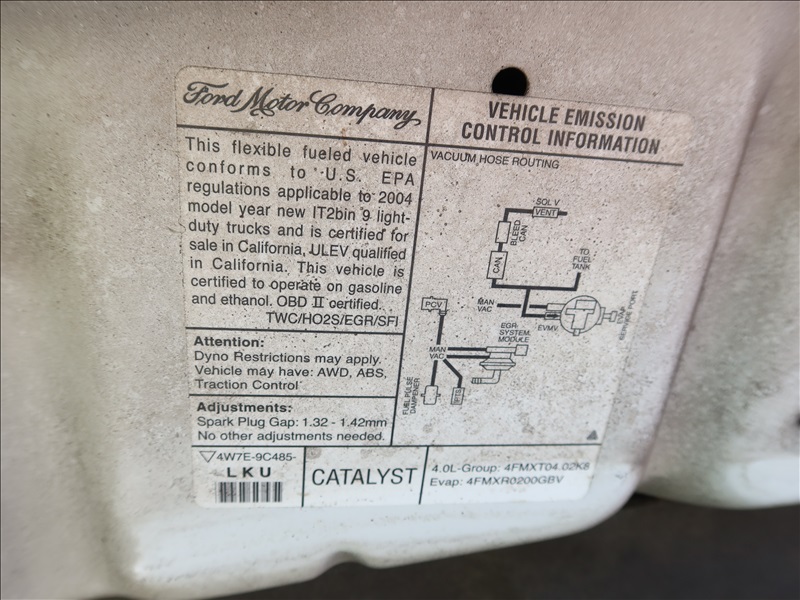 Ford Motor Company
VEHICLE EMISSION
CONTROL INFORMATION
This flexible fueled vehicle
conforms to U.S. EPA
regulations applicable to 2004
model year new IT2bin 9 light-
duty trucks and is certified for
sale in California, ULEV qualified
in California. This vehicle is
certified to operate on gasoline
and ethanol. OBD II certified.
TWC/HO2S/EGR/SFI
Attention:
Dyno Restrictions may apply.
Vehicle may have: AWD, ABS,
Traction Control
Adjustments:
Spark Plug Gap: 1.32 - 1.42mm
No other adjustments needed.
VACUUM HOSE ROUTING
SOL V
VENT
BLEED
CAN
CAN
TO
FUEL
TANK
MAN
VAC
EVMV
SERVICE PORT
PCV
EGR-
SYSTEM
MODULE
MAN
VAC
FUEL PULSE
DAMPENER
4W7E-9C485-
LKU
CATALYST
4.0L-Group: 4FMXT04.02K8
Evap: 4FMXR0200GBV